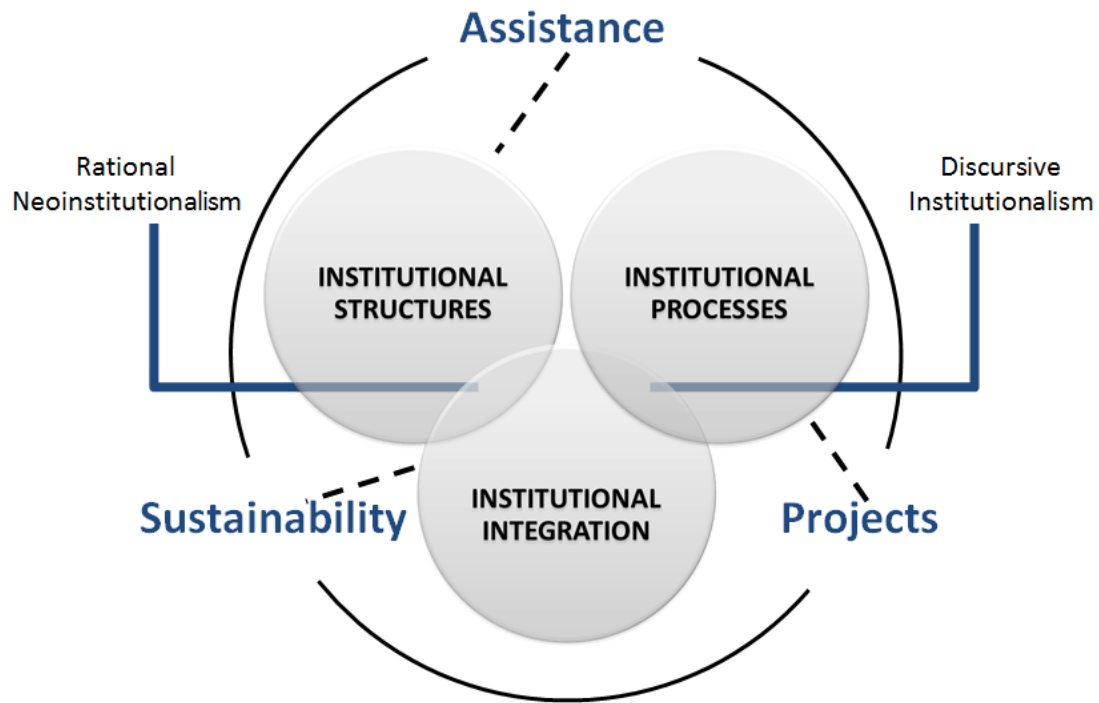 Assistance
Rational
Neoinstitutionalism
Discursive
Institutionalism
INSTITUTIONAL
STRUCTURES
INSTITUTIONAL
PROCESSES
INSTITUTIONAL
INTEGRATION
Sustainability
Projects